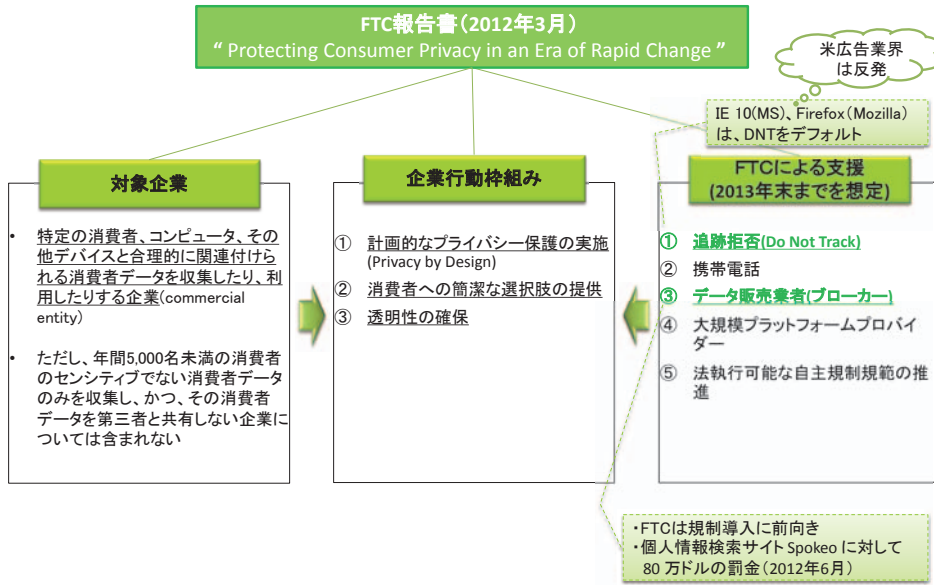 FTC報告書(2012年3月)
“ Protecting Consumer Privacy in an Era of Rapid Change ”
米広告業界
は反発
IE 10(MS)、Firefox(Mozilla)
は、DNTをデフォルト
対象企業
• 特定の消費者、コンピュータ、その
他デバイスと合理的に関連付けら
れる消費者データを収集したり、利
用したりする企業(commercial
entity)
• ただし、年間5,000名未満の消費者
のセンシティブでない消費者データ
のみを収集し、かつ、その消費者
データを第三者と共有しない企業に
ついては含まれない
企業行動枠組み
① 計画的なプライバシー保護の実施
(Privacy by Design)
② 消費者への簡潔な選択肢の提供
③ 透明性の確保
FTCによる支援
(2013年末までを想定)
① 追跡拒否(Do Not Track)
② 携帯電話
③ データ販売業者(ブローカー)
④ 大規模プラットフォームプロバイ
ダー
⑤ 法執行可能な自主規制規範の推
進
・FTCは規制導入に前向き
・個人情報検索サイト Spokeo に対して
80 万ドルの罰金(2012年6月)